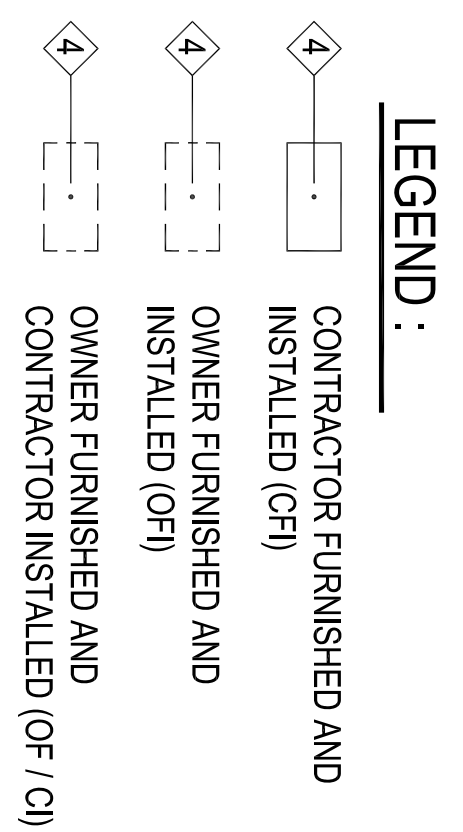 LEGEND :
4 CONTRACTOR FURNISHED AND
INSTALLED (CFI)
4 OWNER FURNISHED AND
INSTALLED (OFI)
4 OWNER FURNISHED AND
CONTRACTOR INSTALLED (OF / CI)